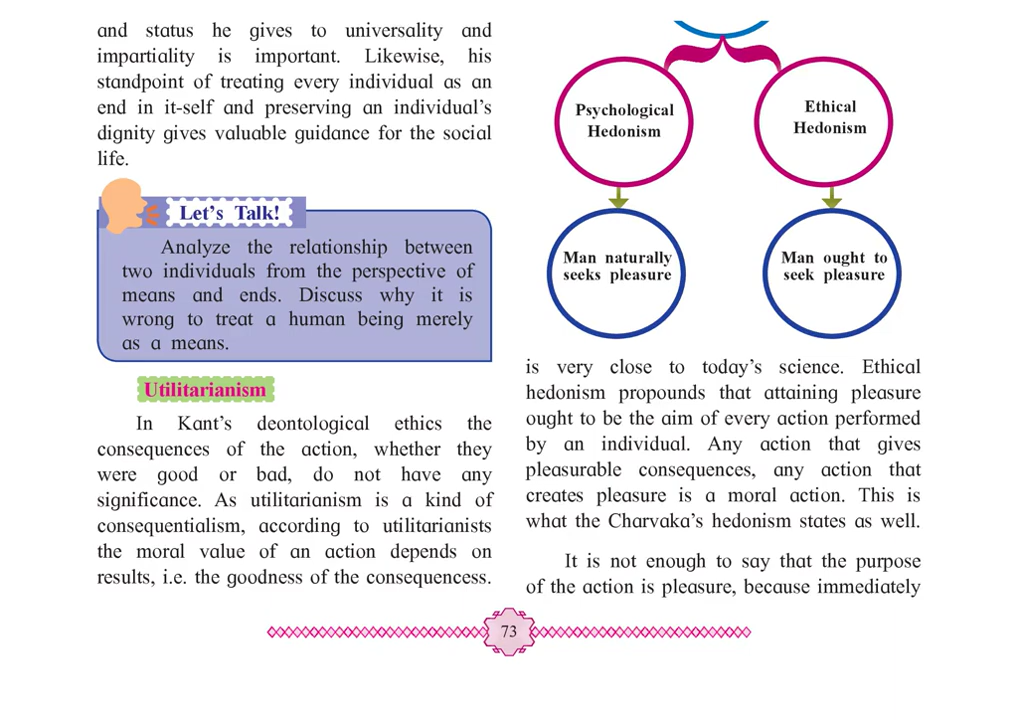 and status he gives to universality and
impartiality is important. Likewise, his
standpoint of treating every individual as an
end in it-self and preserving an individual's
dignity gives valuable guidance for the social
life.
Let's Talk!
Analyze the relationship between
two individuals from the perspective of
means and ends. Discuss why it is
wrong to treat a human being merely
as a means.
Utilitarianism
In Kant's deontological ethics the
consequences of the action, whether they
were good or bad, do not have any
significance. As utilitarianism is a kind of
consequentialism, according to utilitarianists
the moral value of an action depends on
results, i.e. the goodness of the consequencess.
Psychological
Hedonism
Ethical
Hedonism
Man naturally
seeks pleasure
Man ought to
seek pleasure
is very close to today's science. Ethical
hedonism propounds that attaining pleasure
ought to be the aim of every action performed
by an individual. Any action that gives
pleasurable consequences, any action that
creates pleasure is a moral action. This is
what the Charvaka's hedonism states as well.
It is not enough to say that the purpose
of the action is pleasure, because immediately
73